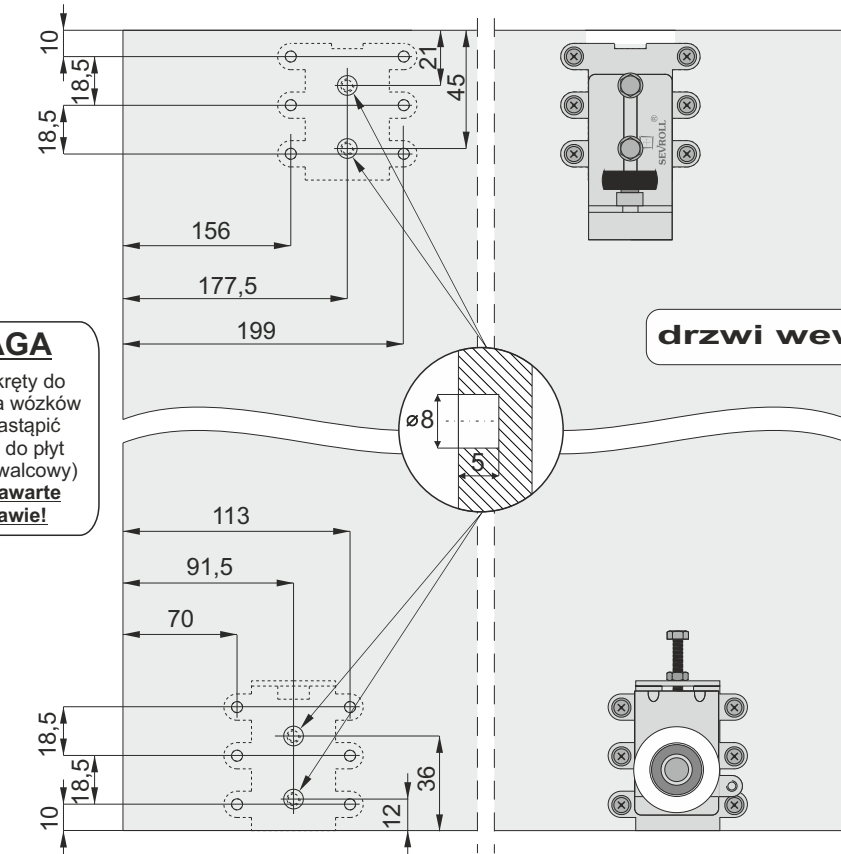 10
18,5
18,5
21
45
156
177,5
199
SEVROLL ®
AGA
kręty do
a wózków
astąpić
do płyt
walcowy)
awarte
awie!
drzwi wew
⌀8
5
113
91,5
70
18,5
18,5
10
36
12